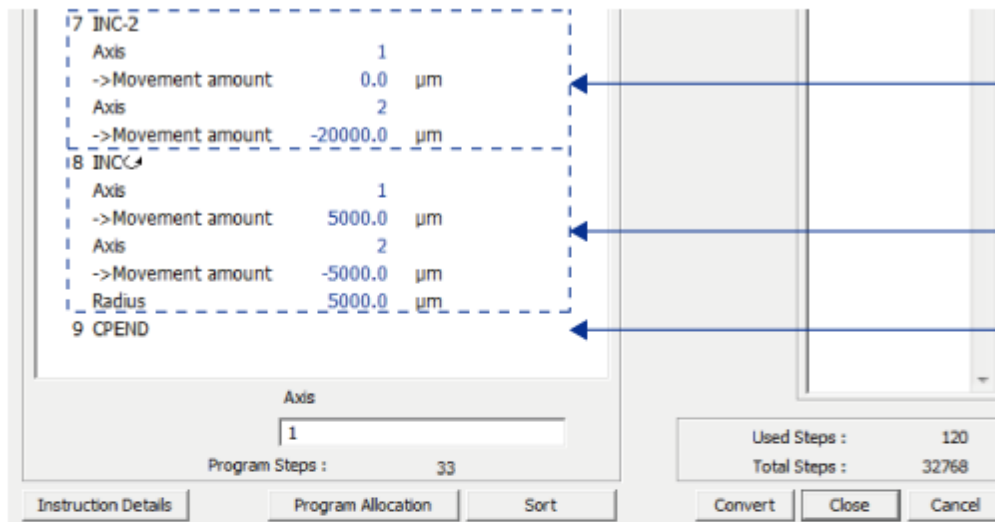 7 INC-2
Axis 1
->Movement amount 0.0 µm
Axis 2
->Movement amount -20000.0 µm
8 INC
Axis 1
->Movement amount 5000.0 µm
Axis 2
->Movement amount -5000.0 µm
Radius 5000.0 µm
9 CPEND
Axis
1
Program Steps : 33
Used Steps : 120
Total Steps : 32768
Instruction Details Program Allocation Sort Convert Close Cancel